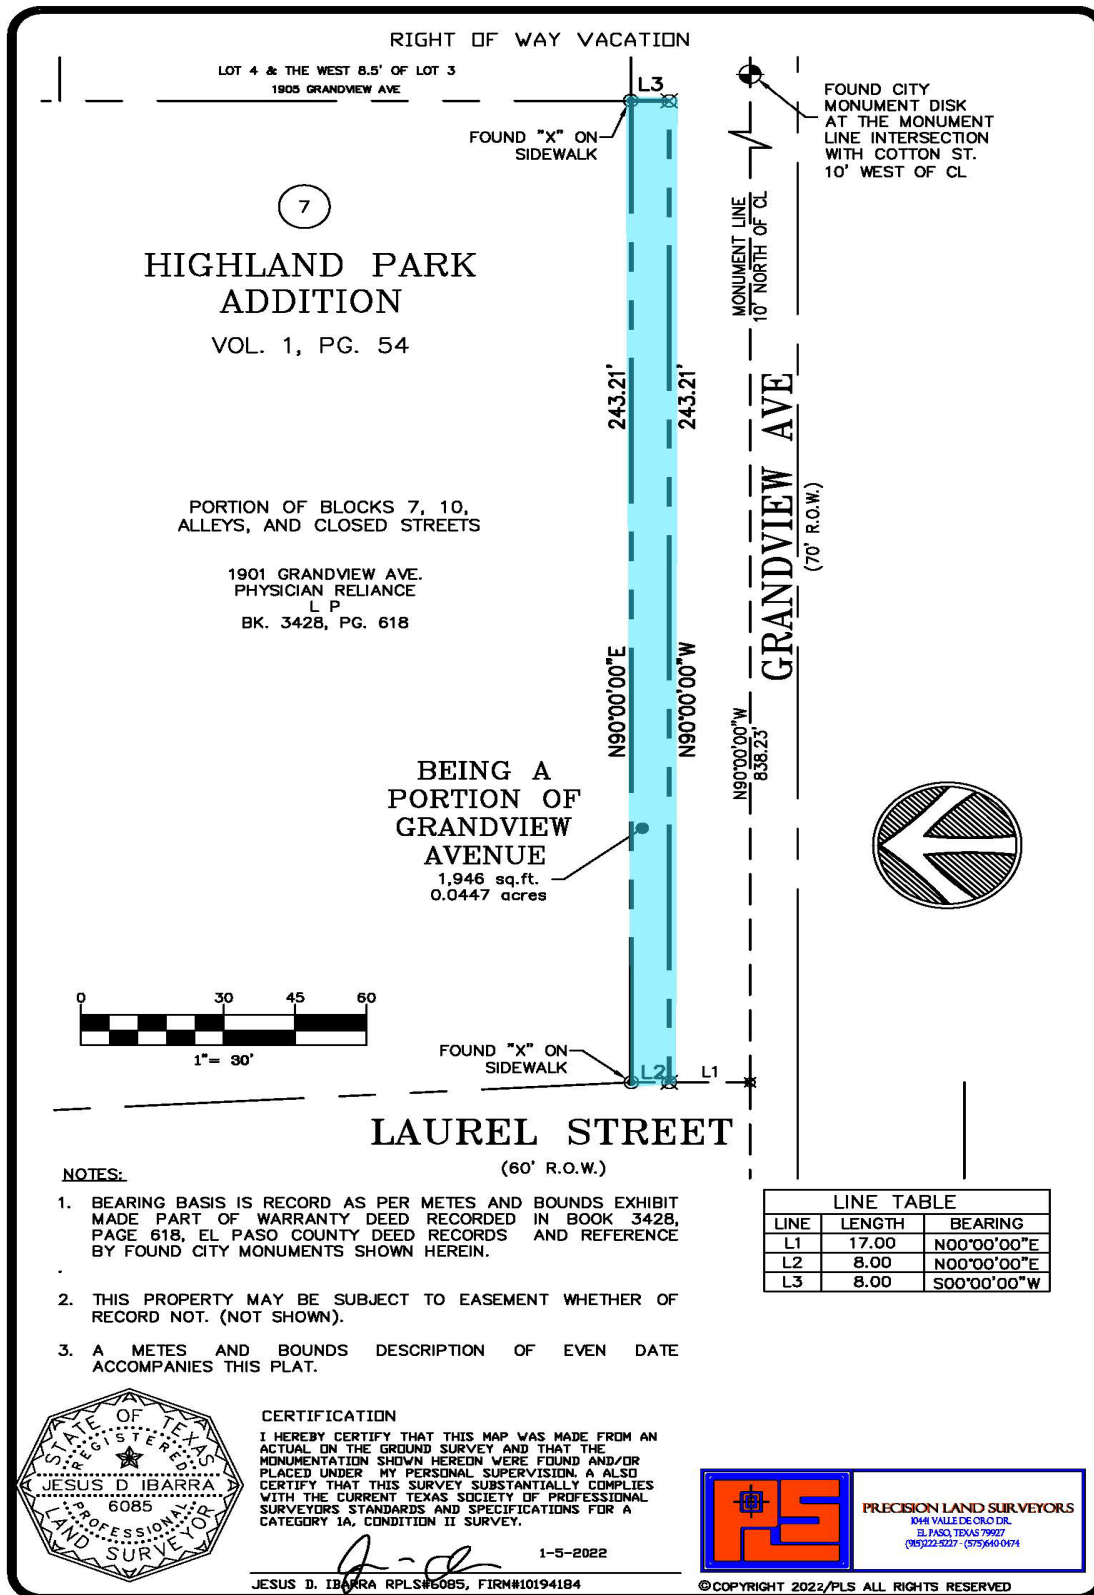 RIGHT OF WAY VACATION
LOT 4 & THE WEST 8.5' OF LOT 3
1905 GRANDVIEW AVE
L3
FOUND "X" ON
SIDEWALK
FOUND CITY
MONUMENT DISK
AT THE MONUMENT
LINE INTERSECTION
WITH COTTON ST.
10' WEST OF CL
7
HIGHLAND PARK
ADDITION
VOL. 1, PG. 54
MONUMENT LINE
10' NORTH OF CL
243.21'
243.21'
GRANDVIEW AVE
(70' R.O.W.)
PORTION OF BLOCKS 7, 10,
ALLEYS, AND CLOSED STREETS
1901 GRANDVIEW AVE.
PHYSICIAN RELIANCE
L P
BK. 3428, PG. 618
N90°00'00"E
N90°00'00"W
N90°00'00"W
838.23'
BEING A
PORTION OF
GRANDVIEW
AVENUE
1,946 sq.ft.
0.0447 acres
0 30 45 60
1"= 30'
FOUND "X" ON
SIDEWALK
L2 L1
LAUREL STREET
(60' R.O.W.)
NOTES:
1. BEARING BASIS IS RECORD AS PER METES AND BOUNDS EXHIBIT
MADE PART OF WARRANTY DEED RECORDED IN BOOK 3428,
PAGE 618, EL PASO COUNTY DEED RECORDS AND REFERENCE
BY FOUND CITY MONUMENTS SHOWN HEREIN.
.
2. THIS PROPERTY MAY BE SUBJECT TO EASEMENT WHETHER OF
RECORD NOT. (NOT SHOWN).
3. A METES AND BOUNDS DESCRIPTION OF EVEN DATE
ACCOMPANIES THIS PLAT.
LINE TABLE
LINE LENGTH BEARING
L1 17.00 N00°00'00"E
L2 8.00 N00°00'00"E
L3 8.00 S00°00'00"W
STATE OF TEXAS
REGISTERED
JESUS D IBARRA
6085
PROFESSIONAL
LAND SURVEYOR
CERTIFICATION
I HEREBY CERTIFY THAT THIS MAP WAS MADE FROM AN
ACTUAL ON THE GROUND SURVEY AND THAT THE
MONUMENTATION SHOWN HEREON WERE FOUND AND/OR
PLACED UNDER MY PERSONAL SUPERVISION. A ALSO
CERTIFY THAT THIS SURVEY SUBSTANTIALLY COMPLIES
WITH THE CURRENT TEXAS SOCIETY OF PROFESSIONAL
SURVEYORS STANDARDS AND SPECIFICATIONS FOR A
CATEGORY 1A, CONDITION II SURVEY.
1-5-2022
JESUS D. IBARRA RPLS#6085, FIRM#10194184
PLS
PRECISION LAND SURVEYORS
10441 VALLE DE ORO DR.
EL PASO, TEXAS 79927
(915)222-5227 - (575)640-0474
©COPYRIGHT 2022/PLS ALL RIGHTS RESERVED